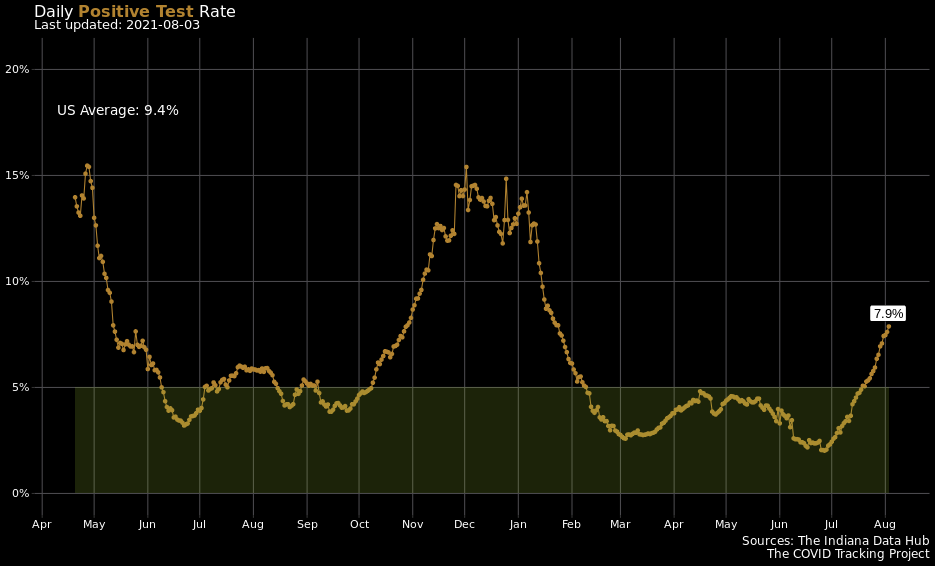 Daily Positive Test Rate
Last updated: 2021-08-03
20%
US Average: 9.4%
15%
10%
7.9%
5%
0%
Apr May Jun Jul Aug Sep Oct Nov Dec Jan Feb Mar Apr May Jun Jul Aug
Sources: The Indiana Data Hub
The COVID Tracking Project